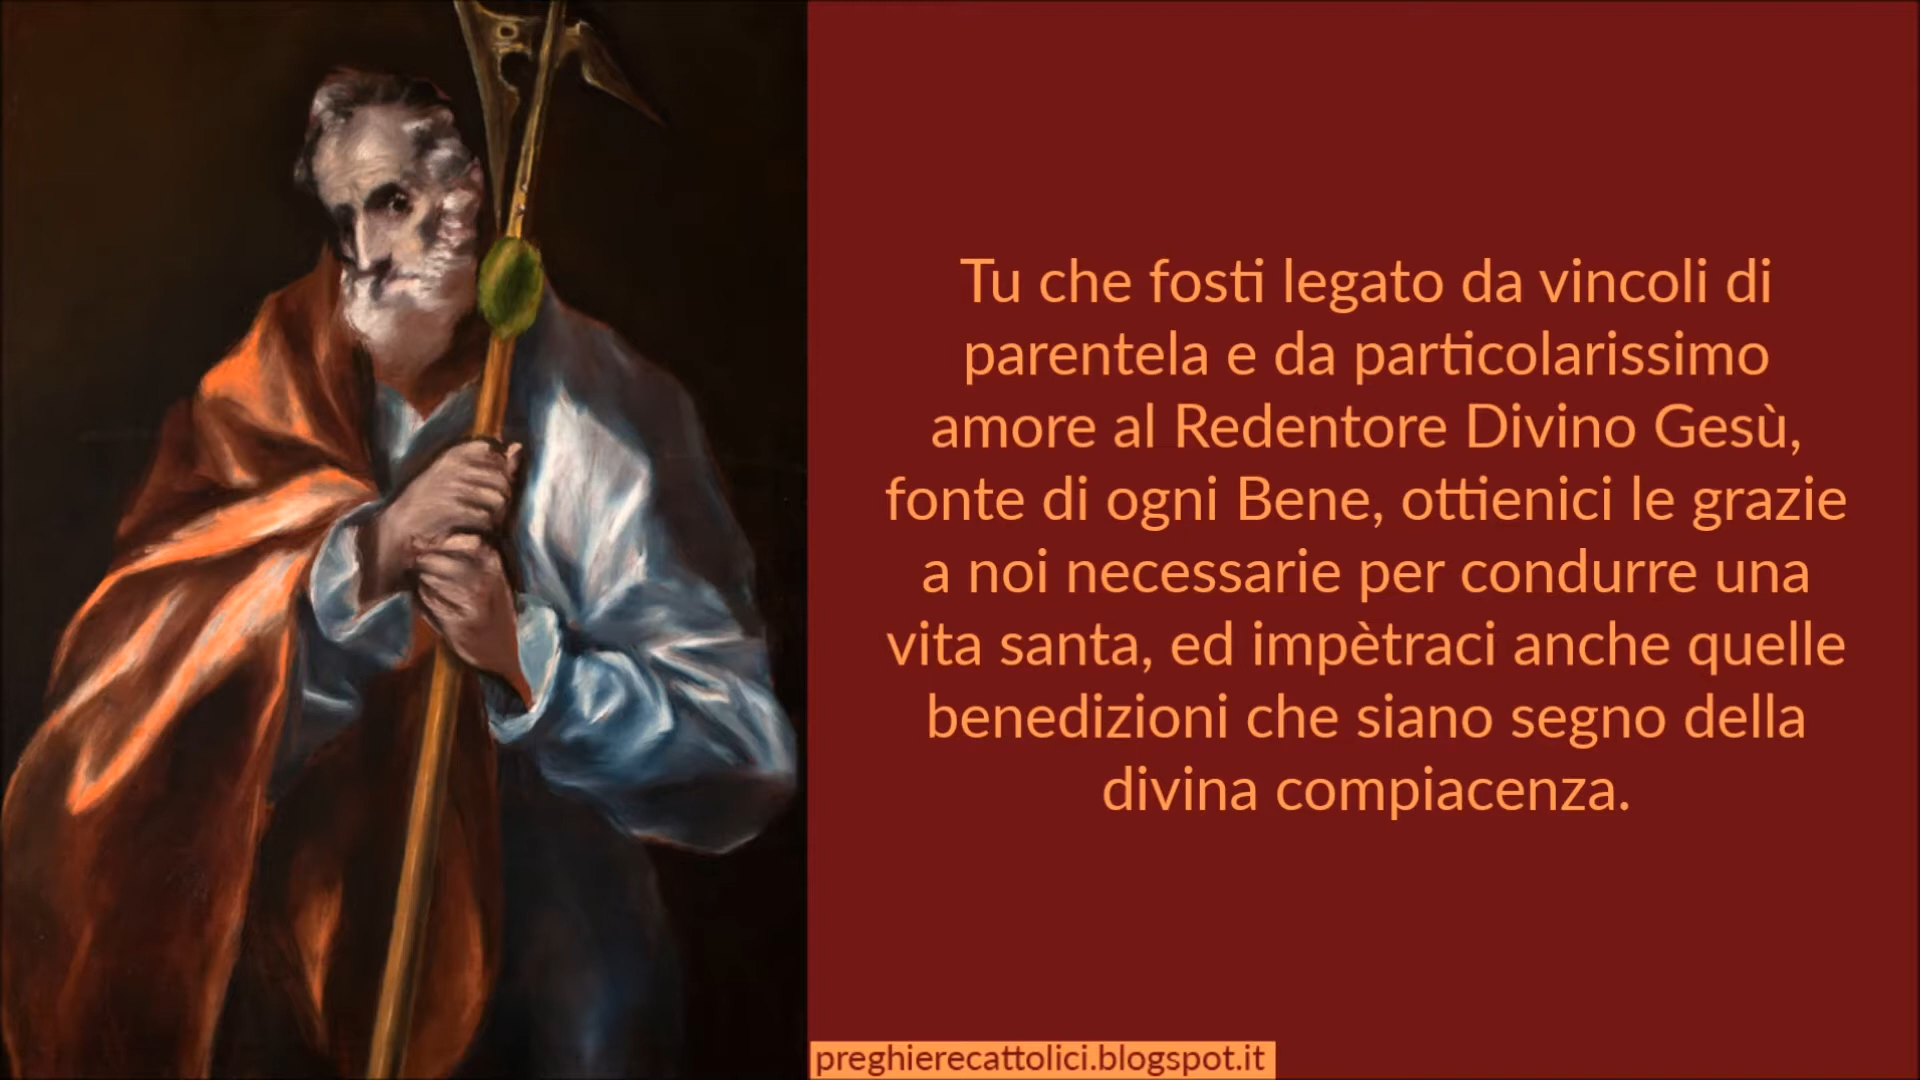 Tu che fosti legato da vincoli di
parentela e da particolarissimo
amore al Redentore Divino Gesù,
fonte di ogni Bene, ottienici le grazie
a noi necessarie per condurre una
vita santa, ed impètraci anche quelle
benedizioni che siano segno della
divina compiacenza.
preghierecattolici.blogspot.it